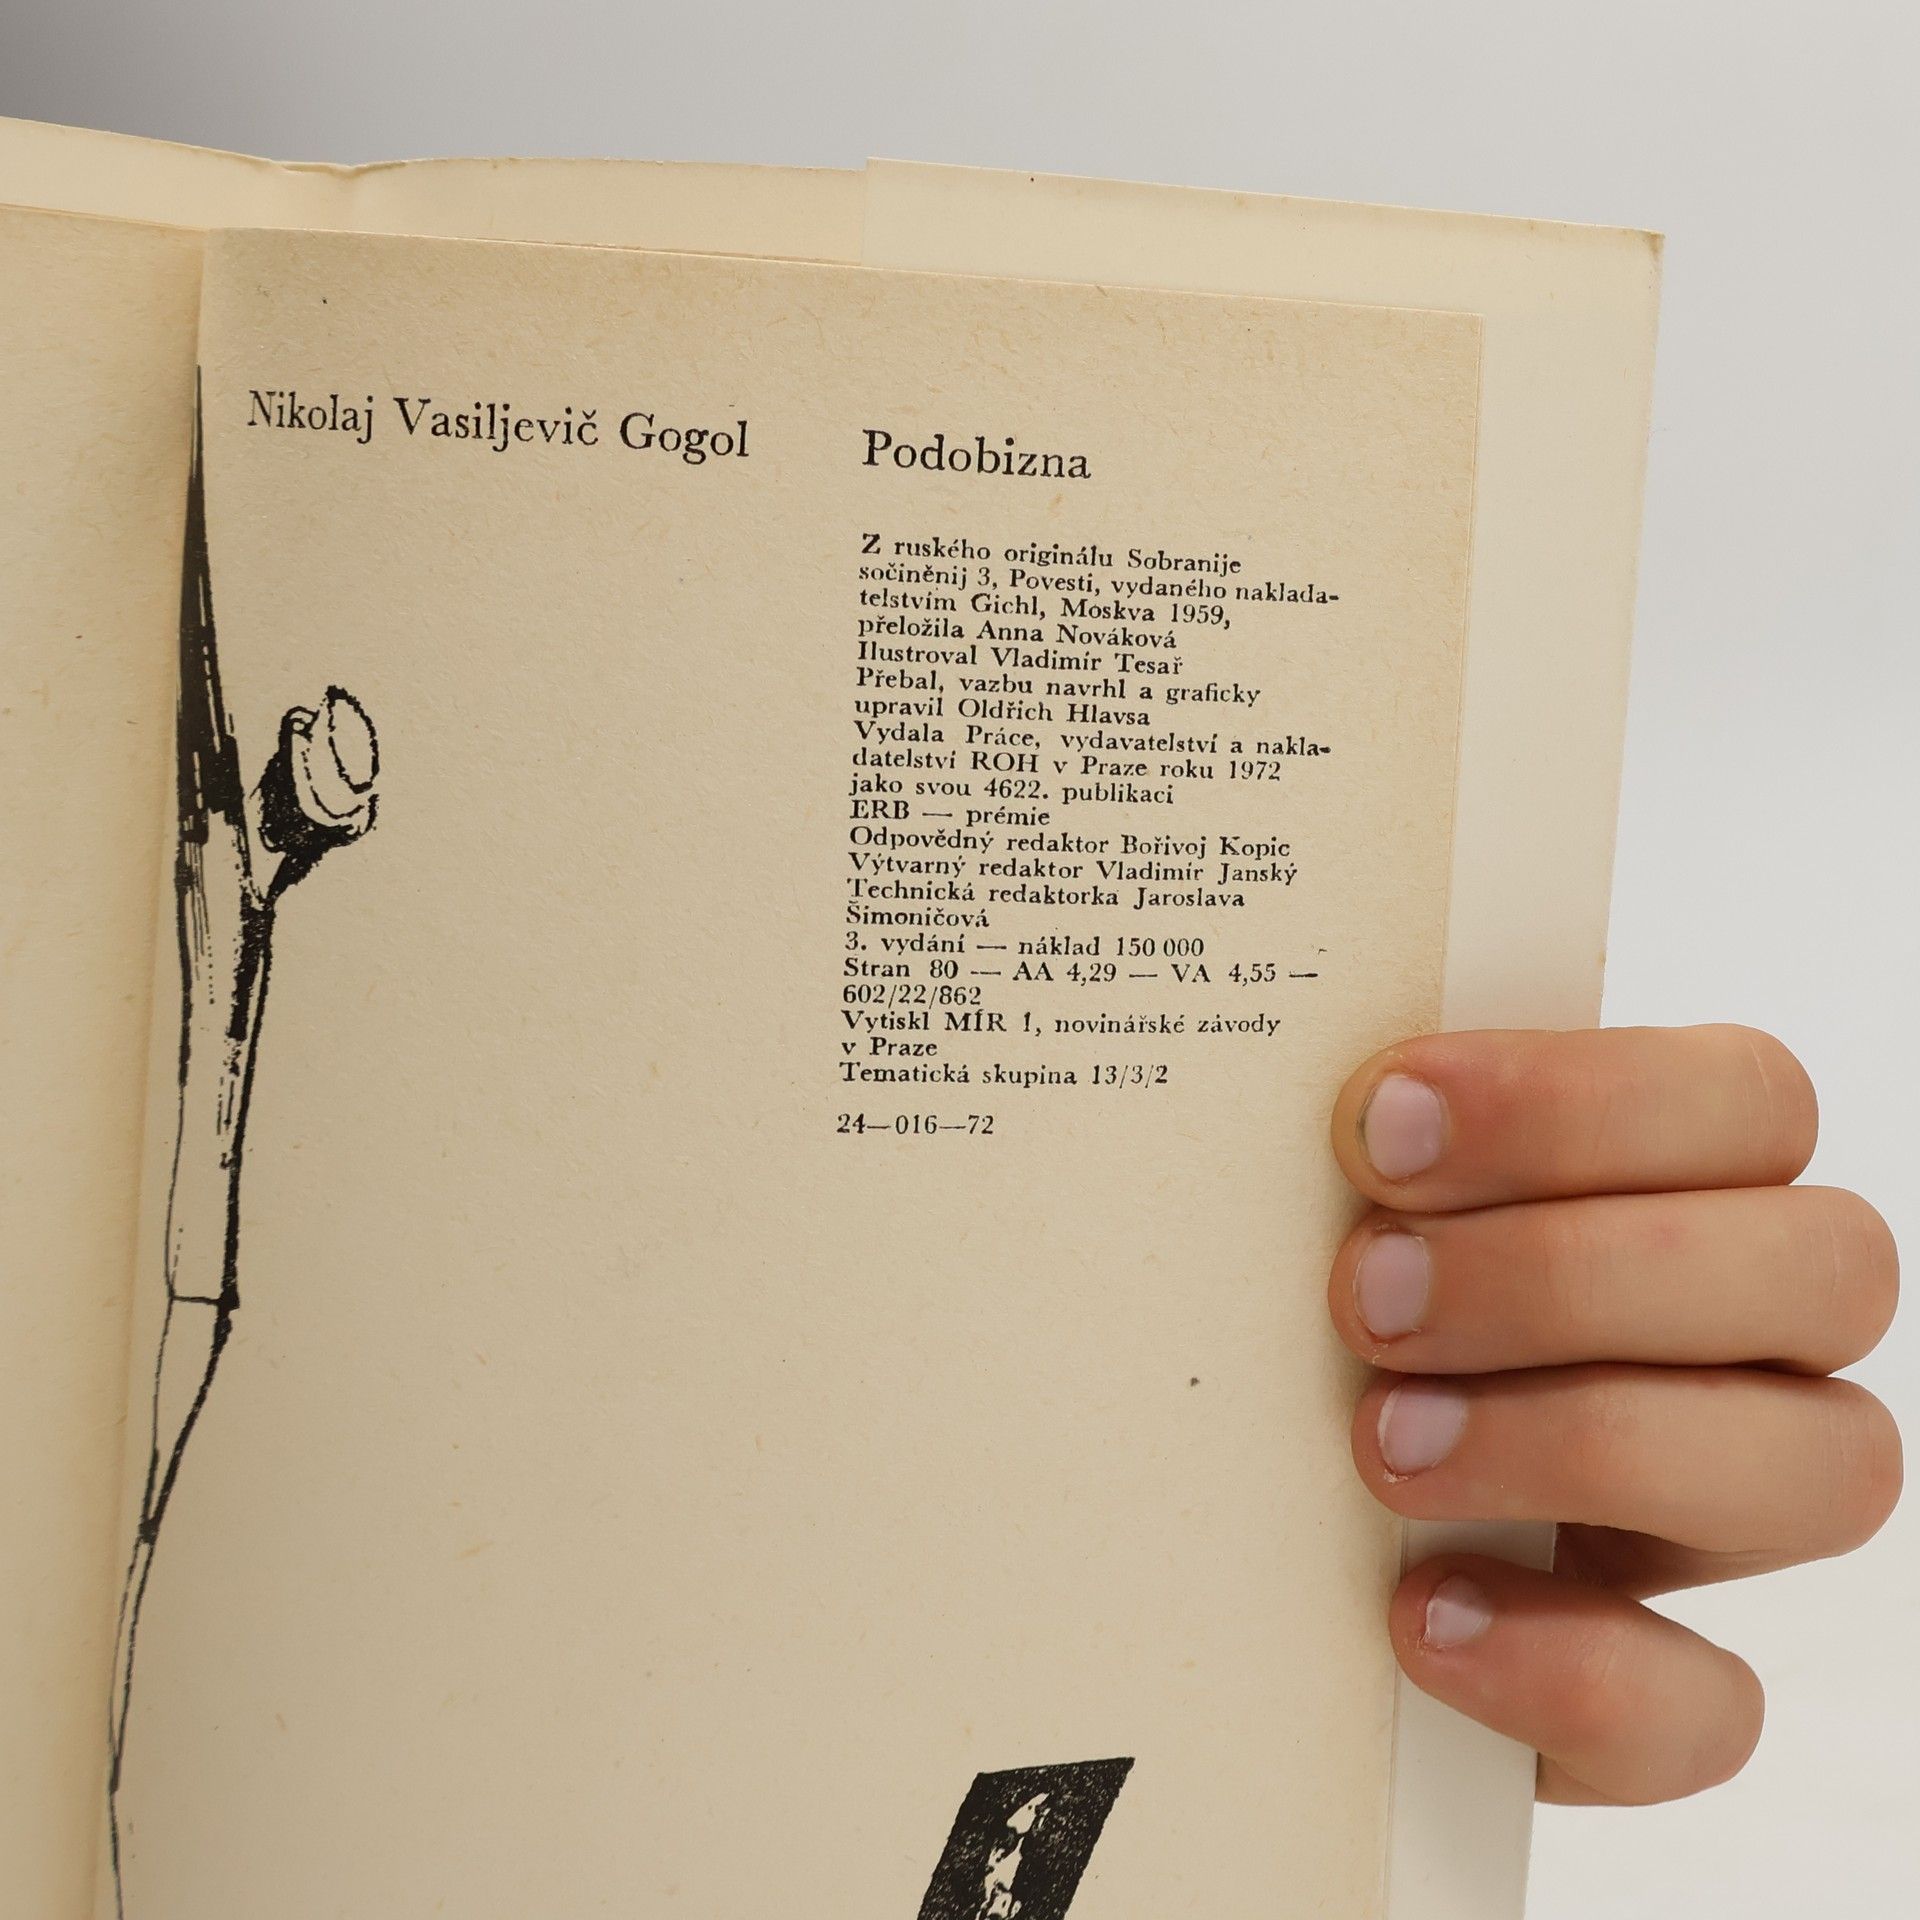 Nikolaj Vasiljevič Gogol
Podobizna
Z ruského originálu Sobranije
sočiněnij 3, Povesti, vydaného naklada-
telstvím Gichl, Moskva 1959,
přeložila Anna Nováková
Ilustroval Vladimír Tesař
Přebal, vazbu navrhl a graficky
upravil Oldřich Hlavsa
Vydala Práce, vydavatelství a nakla-
datelství ROH v Praze roku 1972
jako svou 4622. publikaci
ERB — prémie
Odpovědný redaktor Bořivoj Kopic
Výtvarný redaktor Vladimír Janský
Technická redaktorka Jaroslava
Šimoničová
3. vydání — náklad 150 000
Stran 80 — AA 4,29 — VA 4,55 —
602/22/862
Vytiskl MÍR 1, novinářské závody
v Praze
Tematická skupina 13/3/2
24—016—72